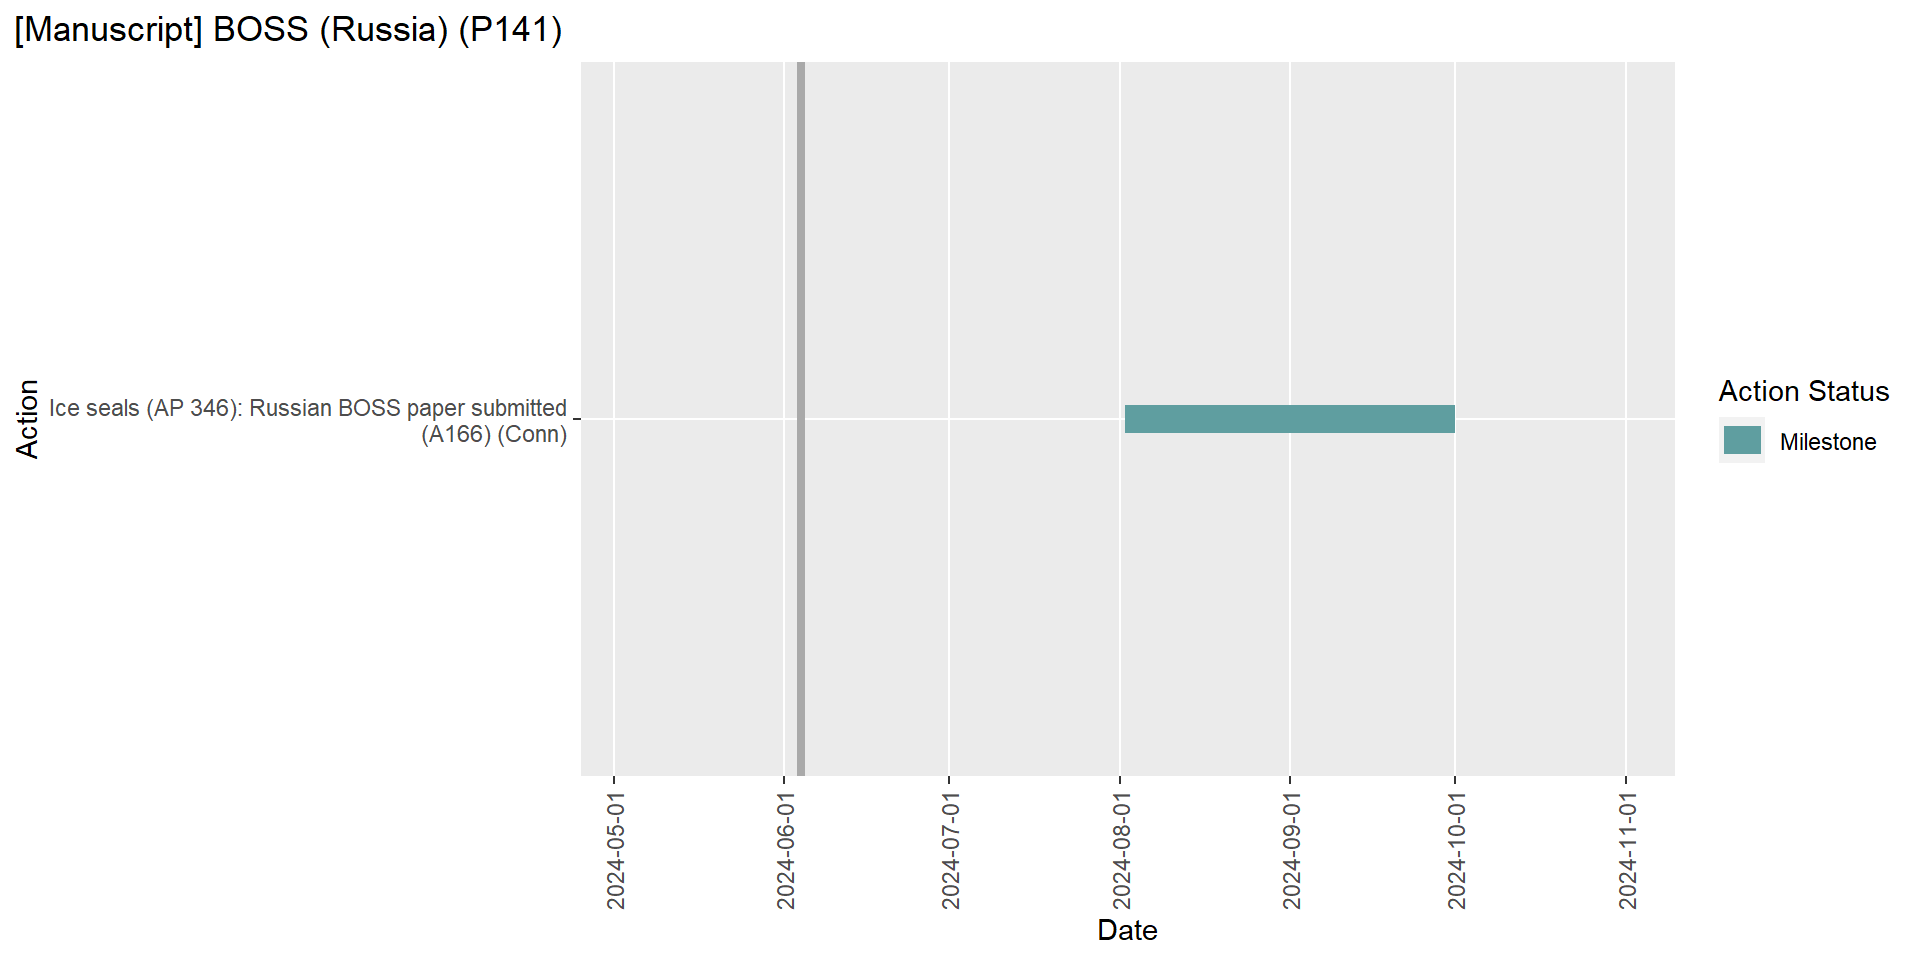 [Manuscript] BOSS (Russia) (P141)
Action
Ice seals (AP 346): Russian BOSS paper submitted
(A166) (Conn)
Action Status
Milestone
2024-05-01
2024-06-01
2024-07-01
2024-08-01
2024-09-01
2024-10-01
2024-11-01
Date